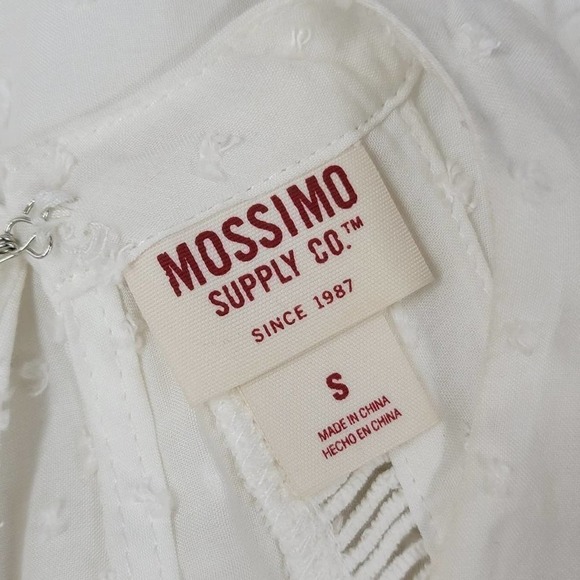 MOSSIMO
SUPPLY CO.™
SINCE 1987
S
MADE IN CHINA
HECHO EN CHINA